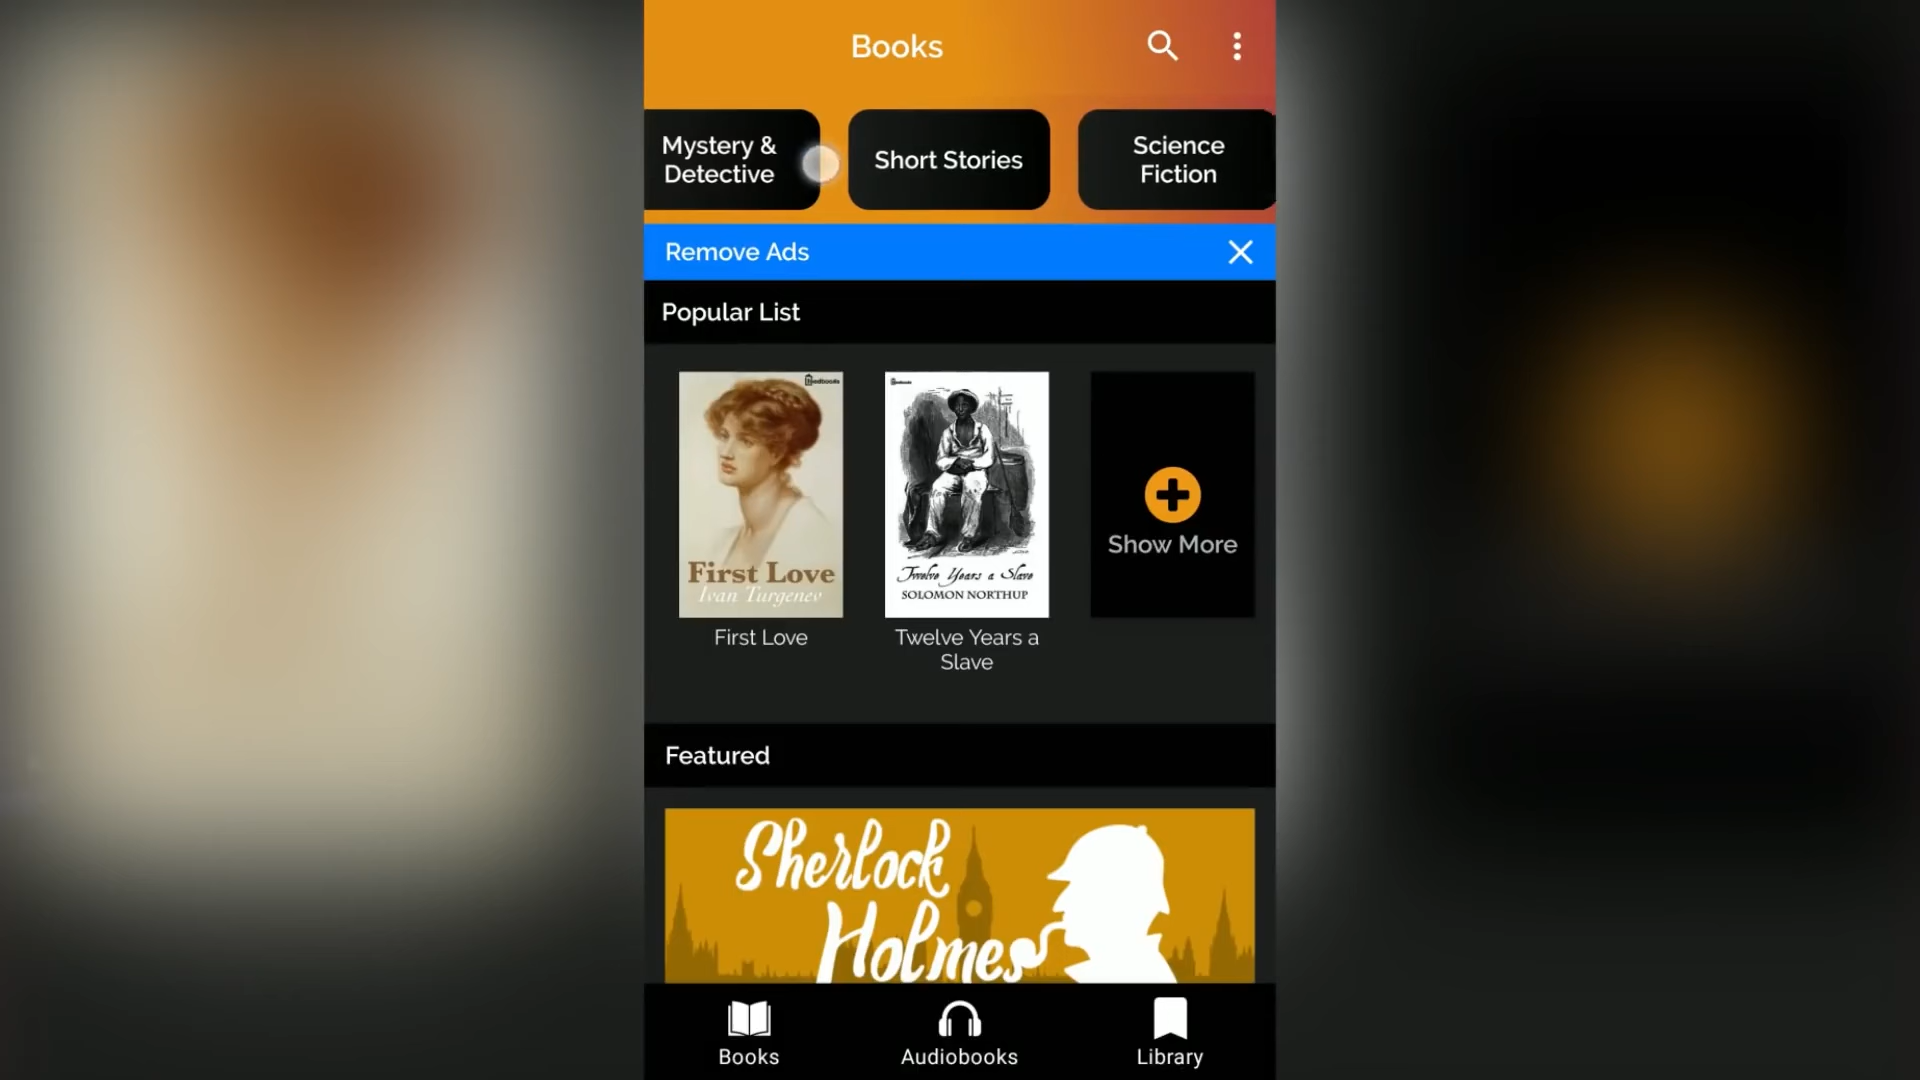 Books
Mystery &
Detective
Short Stories
Science
Fiction
Remove Ads
Popular List
First Love
Ivan Turgenev
First Love
Twelve Years a Slave
SOLOMON NORTHUP
Twelve Years a
Slave
Show More
Featured
Sherlock
Holmes
Books
Audiobooks
Library